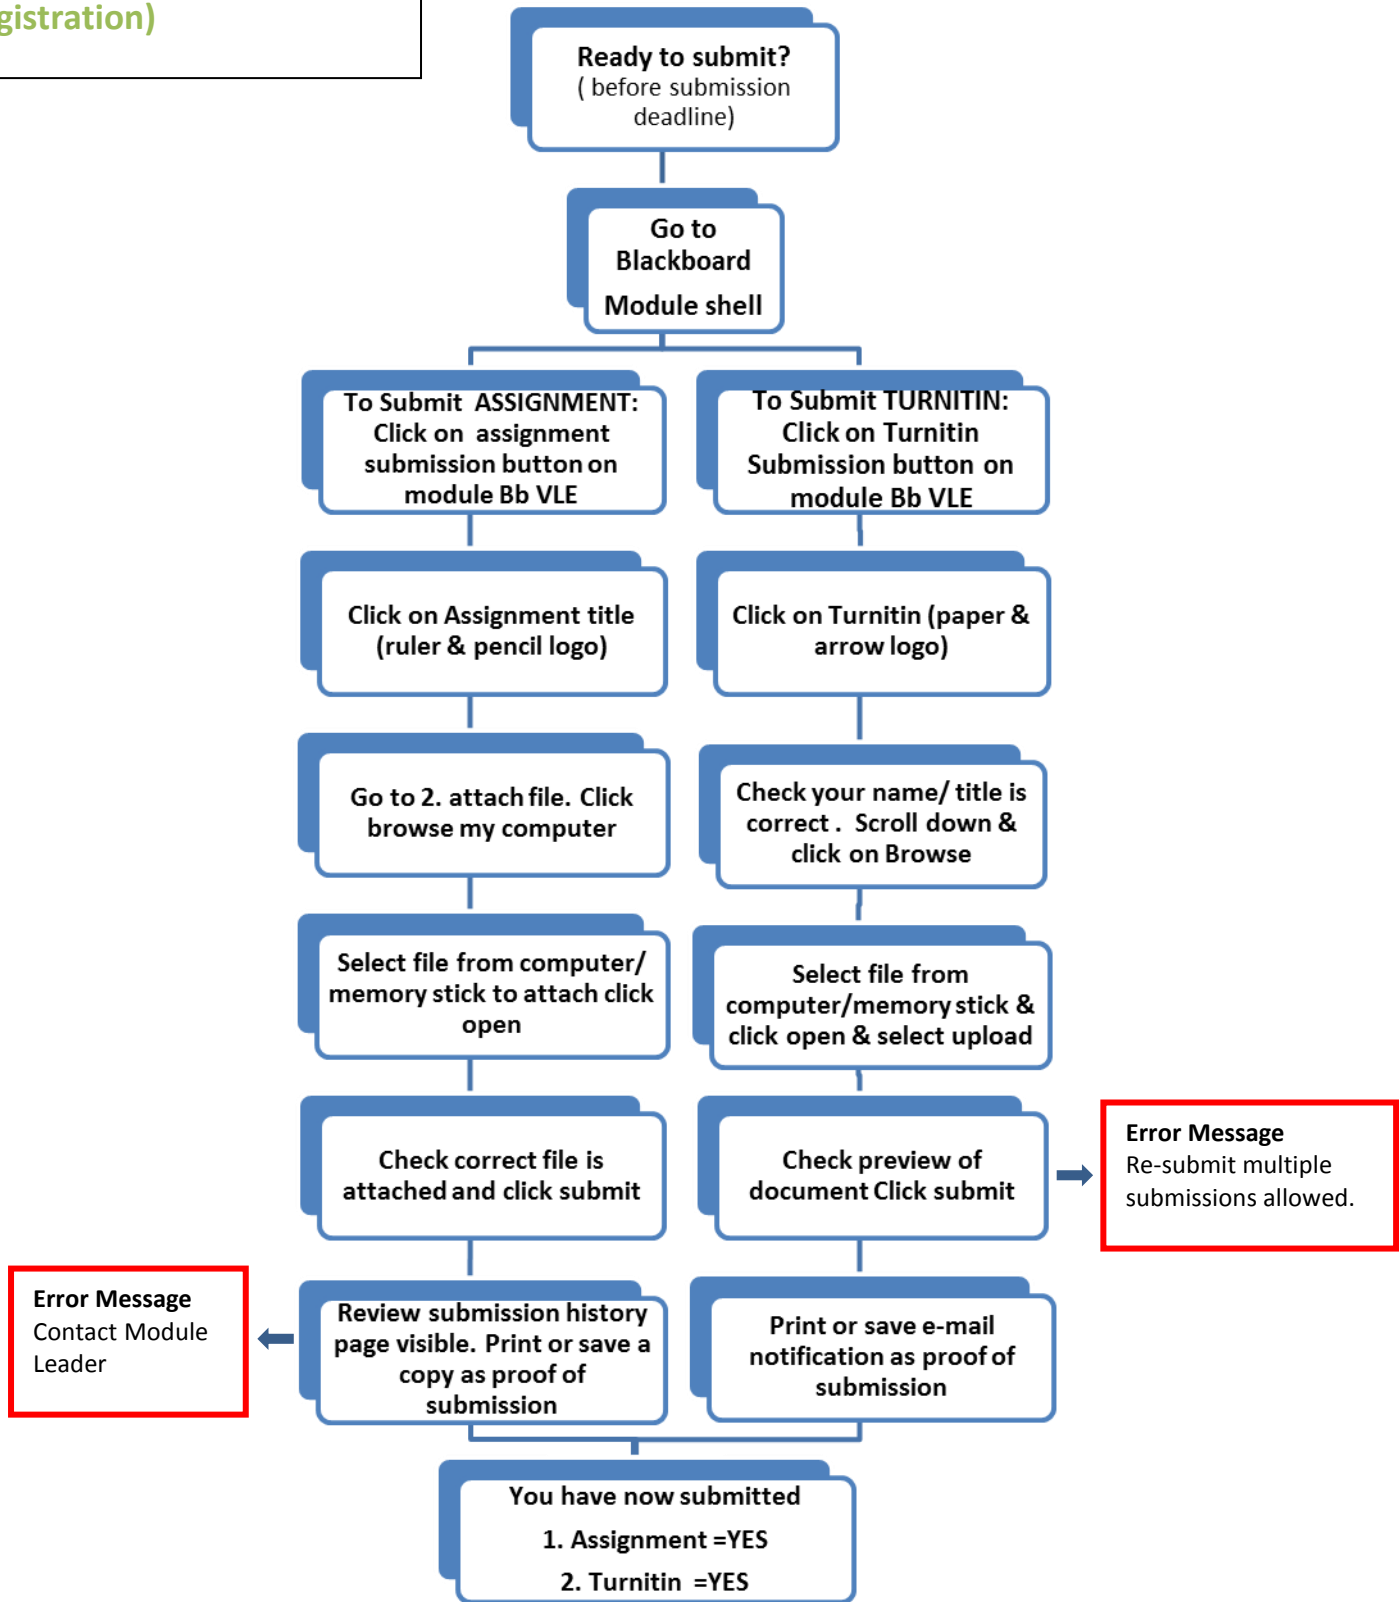 gistration)
Ready to submit?
( before submission
deadline)
Go to
Blackboard
Module shell
To Submit ASSIGNMENT:
Click on assignment
submission button on
module Bb VLE
Click on Assignment title
(ruler & pencil logo)
Go to 2. attach file. Click
browse my computer
Select file from computer/
memory stick to attach click
open
Check correct file is
attached and click submit
Review submission history
page visible. Print or save a
copy as proof of
submission
Error Message
Contact Module
Leader
To Submit TURNITIN:
Click on Turnitin
Submission button on
module Bb VLE
Click on Turnitin (paper &
arrow logo)
Check your name/ title is
correct . Scroll down &
click on Browse
Select file from
computer/memory stick &
click open & select upload
Check preview of
document Click submit
Error Message
Re-submit multiple
submissions allowed.
Print or save e-mail
notification as proof of
submission
You have now submitted
1. Assignment =YES
2. Turnitin =YES